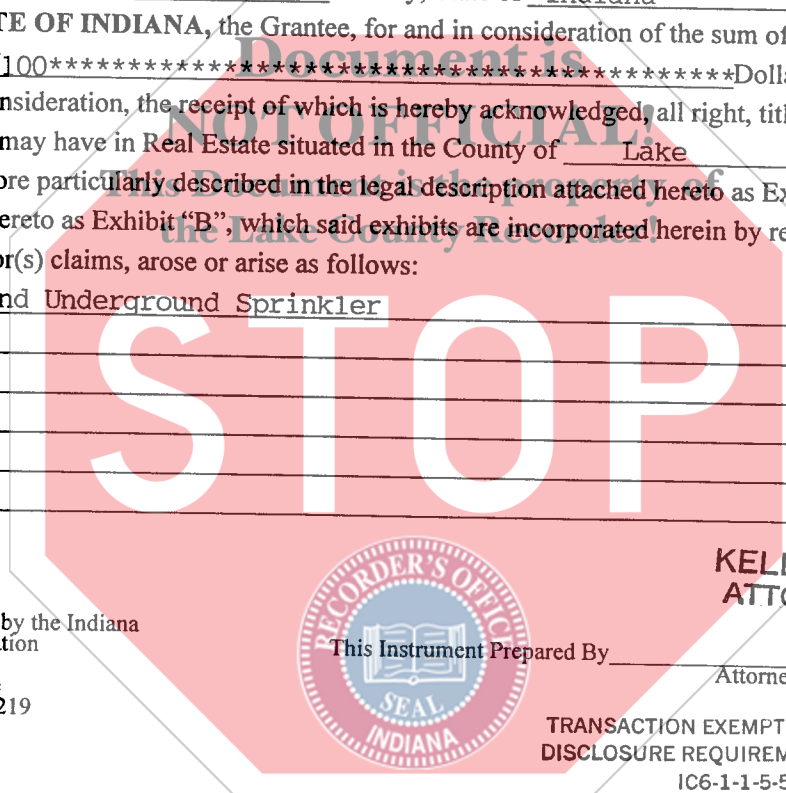 Indiana
TE OF INDIANA, the Grantee, for and in consideration of the sum of
Document is
100*******************************************Dolla
nsideration, the receipt of which is hereby acknowledged, all right, titl
NOT OFFICIAL!
may have in Real Estate situated in the County of Lake
This Document is the property of
ore particularly described in the legal description attached hereto as Ex
ereto as Exhibit "B", which said exhibits are incorporated herein by re
the Lake County Recorder!
or(s) claims, arose or arise as follows:
nd Underground Sprinkler
STOP
KELL
ATTO
RECORDER'S OFFICE
by the Indiana
tion
This Instrument Prepared By
Attorne
219
SEAL
INDIANA
TRANSACTION EXEMPT
DISCLOSURE REQUIREM
IC6-1-1-5-5